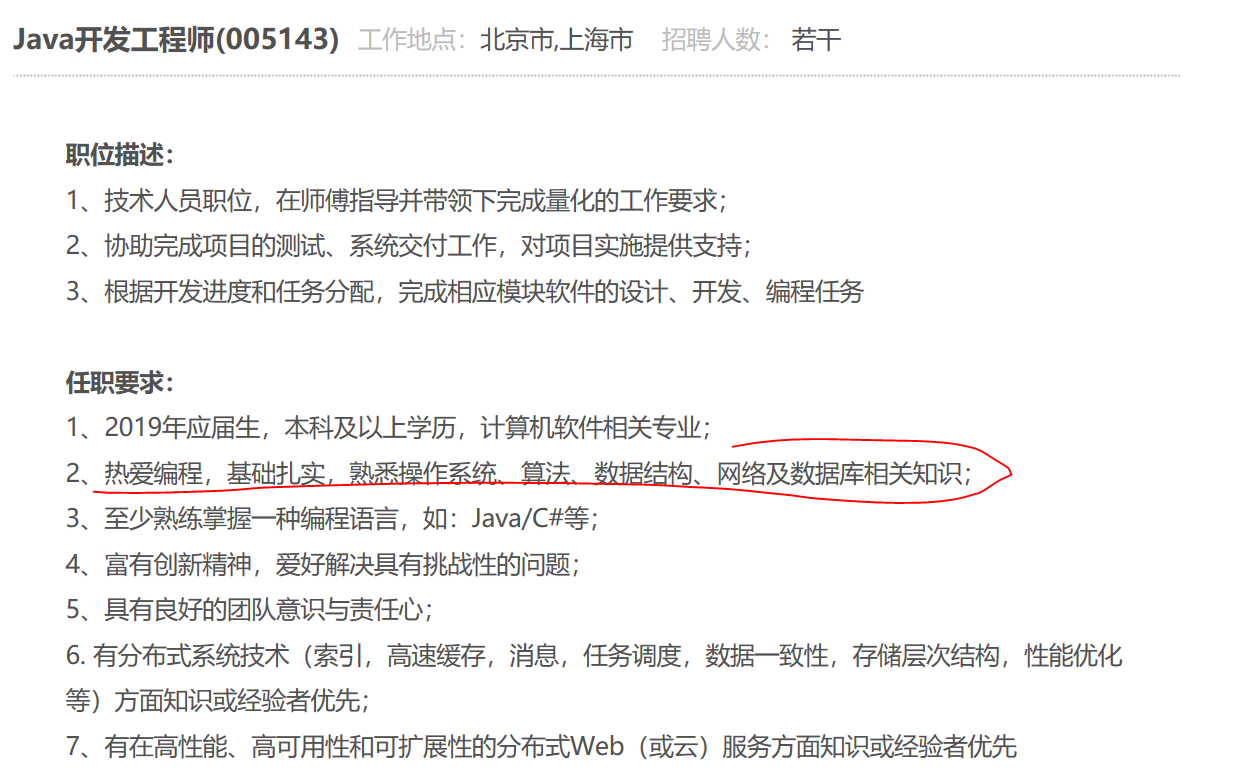 Java开发工程师(005143) 工作地点： 北京市,上海市 招聘人数： 若干
职位描述：
1、技术人员职位，在师傅指导并带领下完成量化的工作要求；
2、协助完成项目的测试、系统交付工作，对项目实施提供支持；
3、根据开发进度和任务分配，完成相应模块软件的设计、开发、编程任务
任职要求：
1、2019年应届生，本科及以上学历，计算机软件相关专业；
2、热爱编程，基础扎实，熟悉操作系统、算法、数据结构、网络及数据库相关知识；
3、至少熟练掌握一种编程语言，如：Java/C#等；
4、富有创新精神，爱好解决具有挑战性的问题；
5、具有良好的团队意识与责任心；
6. 有分布式系统技术（索引，高速缓存，消息，任务调度，数据一致性，存储层次结构，性能优化
等）方面知识或经验者优先；
7、有在高性能、高可用性和可扩展性的分布式Web（或云）服务方面知识或经验者优先